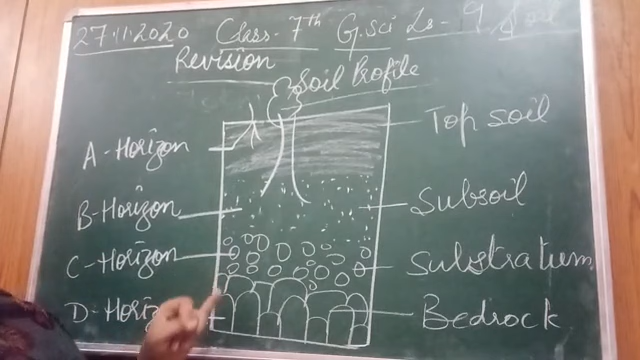 27.11.2020 Class- 7th G.Sci Ls- 9 Soil
Revision
Soil Profile
A-Horizon
Top soil
B-Horizon
Subsoil
C-Horizon
Substratum
D-Horiz
Bedrock